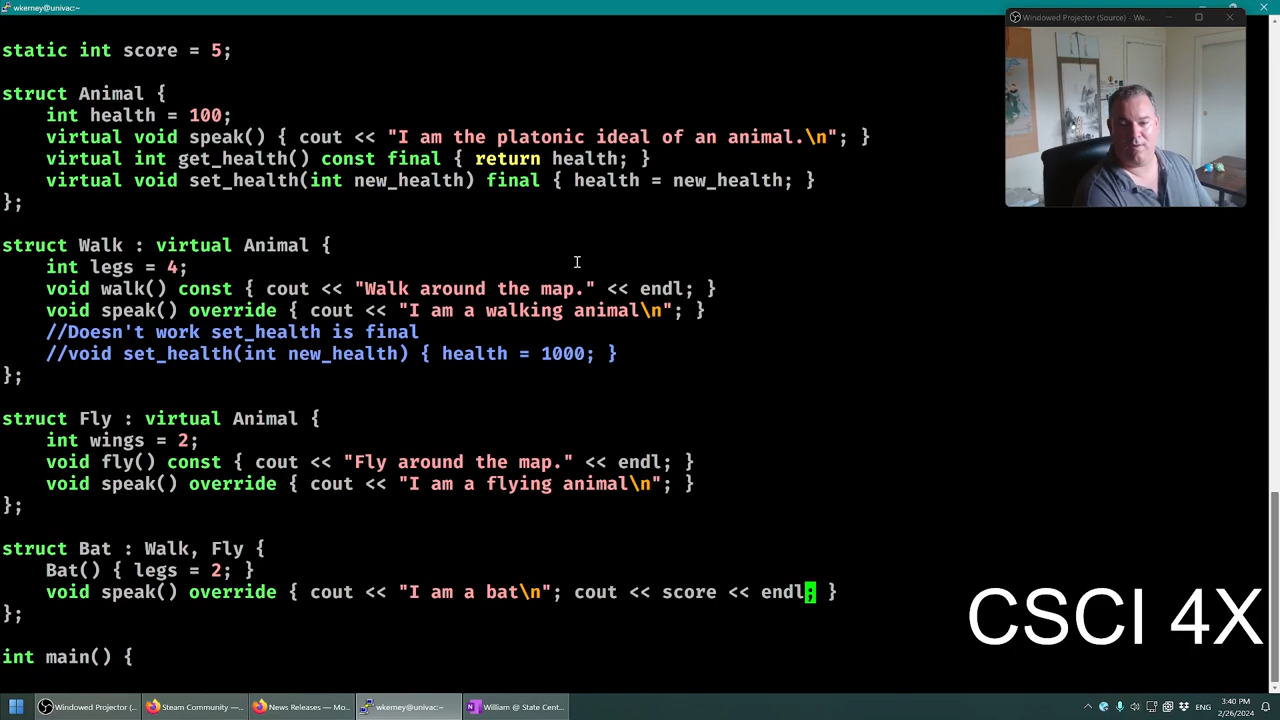 wkerney@univac:~
Windowed Projector (Source) - We...
static int score = 5;
struct Animal {
    int health = 100;
    virtual void speak() { cout << "I am the platonic ideal of an animal.\n"; }
    virtual int get_health() const final { return health; }
    virtual void set_health(int new_health) final { health = new_health; }
};
struct Walk : virtual Animal {
    int legs = 4;
    void walk() const { cout << "Walk around the map." << endl; }
    void speak() override { cout << "I am a walking animal\n"; }
    //Doesn't work set_health is final
    //void set_health(int new_health) { health = 1000; }
};
struct Fly : virtual Animal {
    int wings = 2;
    void fly() const { cout << "Fly around the map." << endl; }
    void speak() override { cout << "I am a flying animal\n"; }
};
struct Bat : Walk, Fly {
    Bat() { legs = 2; }
    void speak() override { cout << "I am a bat\n"; cout << score << endl; }
};
int main() {
CSCI 4X
Windowed Projector (...
Steam Community —...
News Releases — Mo...
wkerney@univac:~
William @ State Cent...
ENG
3:40 PM
2/26/2024